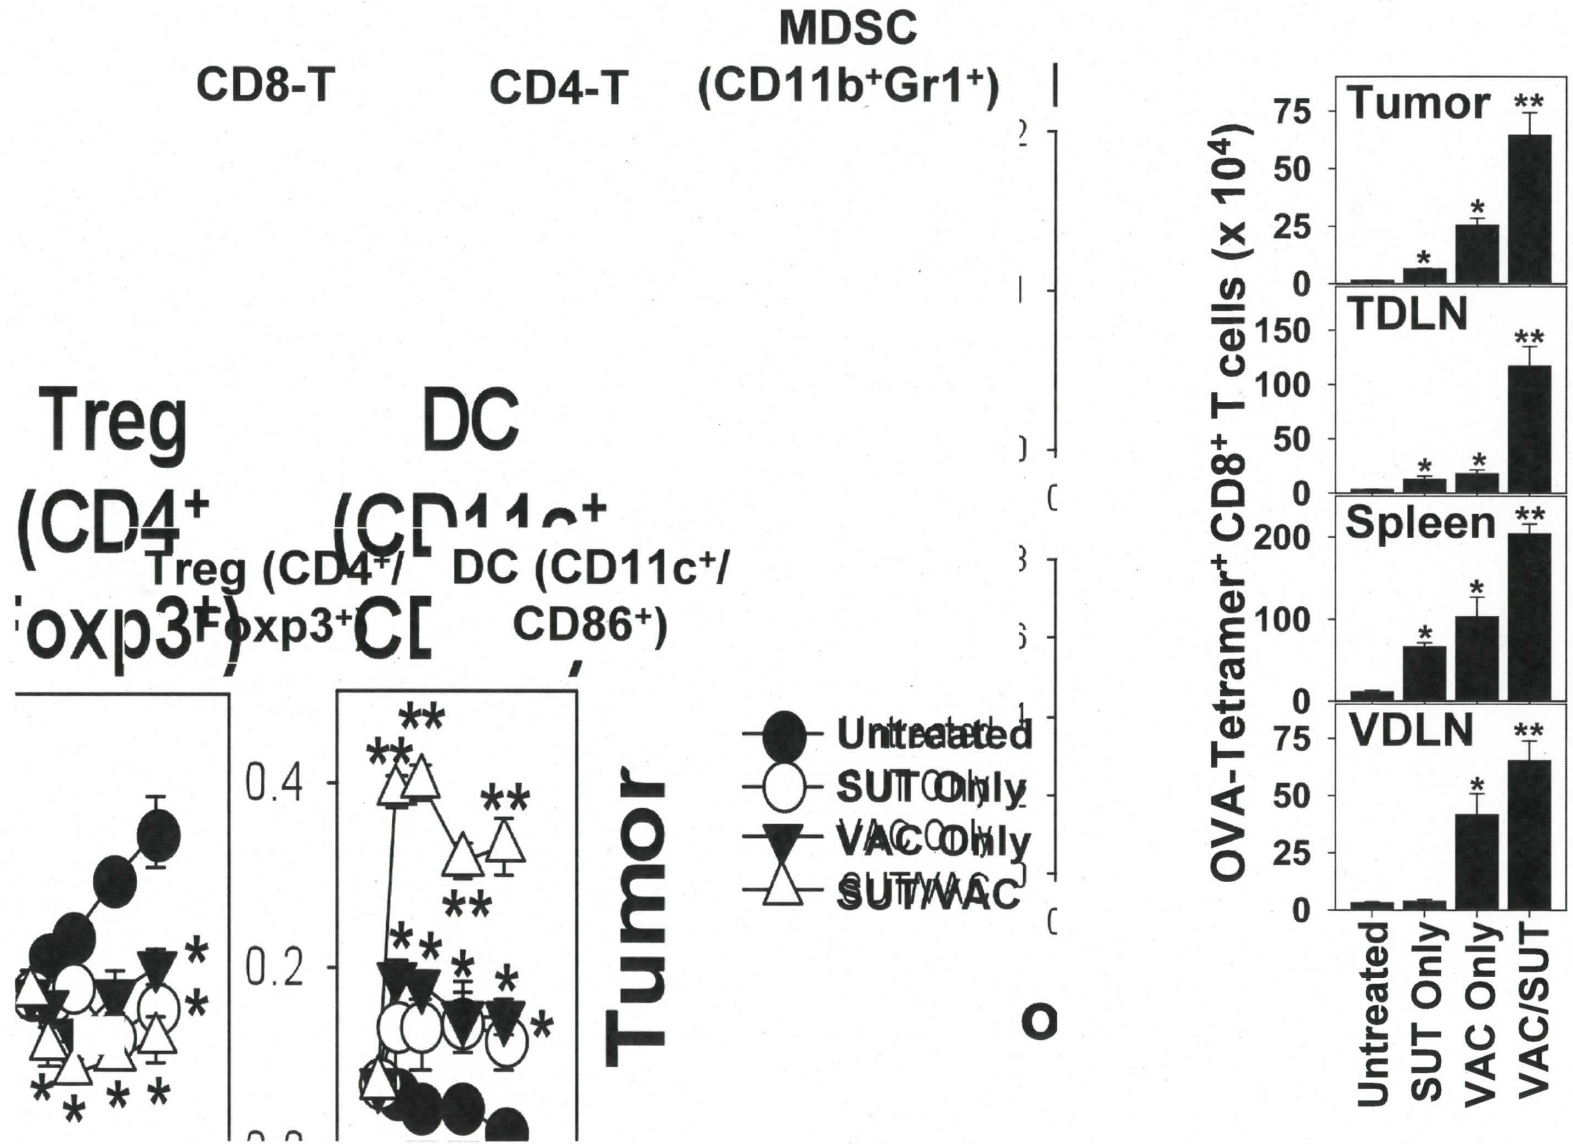 MDSC
CD8-T CD4-T (CD11b⁺Gr1⁺)
Treg DC
(CD4⁺
Treg (CD4⁺/ DC (CD11c⁺/
Foxp3⁺) CD86⁺)
0.4
0.2
** ** ** **
* * * * *
* *
* * * *
Tumor
Untreated
SUT Only
VAC Only
SUT/VAC
OVA-Tetramer⁺ CD8⁺ T cells (x 10⁴)
Tumor
75
50
25
0
* * **
TDLN
150
100
50
0
* * **
Spleen
200
100
0
* * **
VDLN
75
50
25
0
* **
Untreated
SUT Only
VAC Only
VAC/SUT